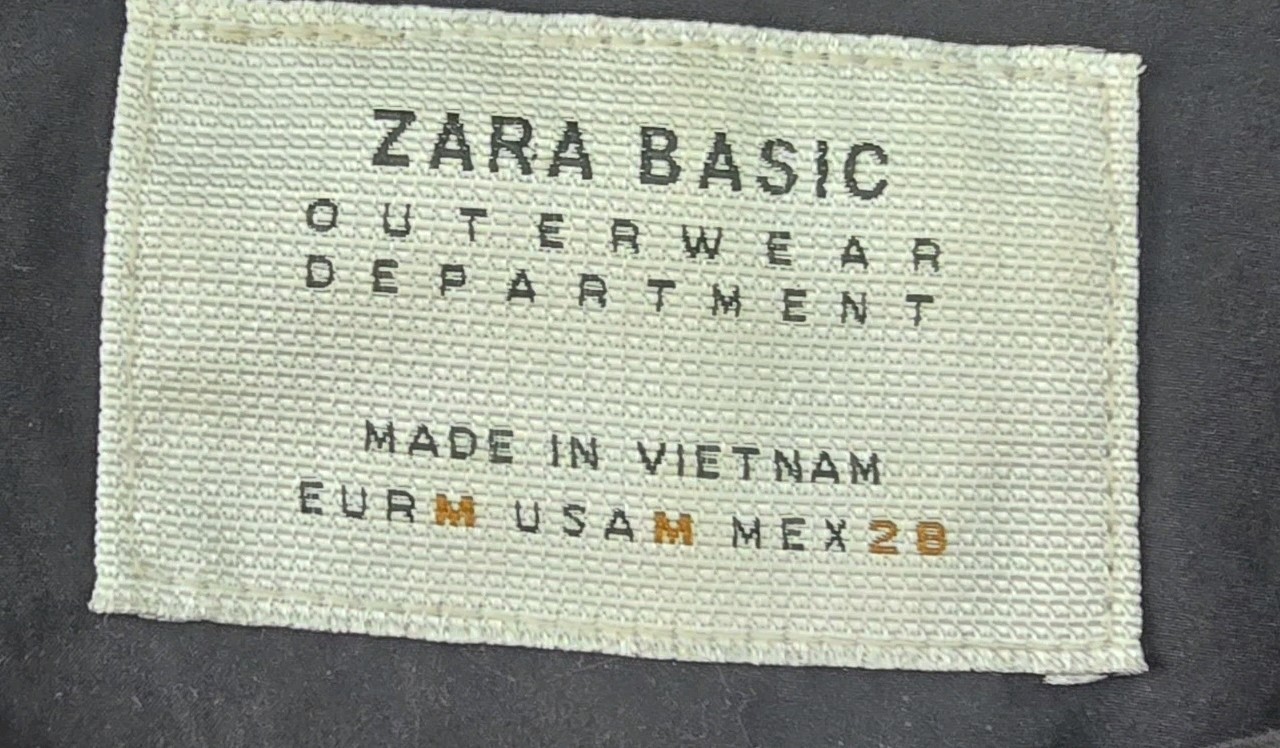 ZARA BASIC
OUTERWEAR
DEPARTMENT
MADE IN VIETNAM
EUR M USA M MEX 28